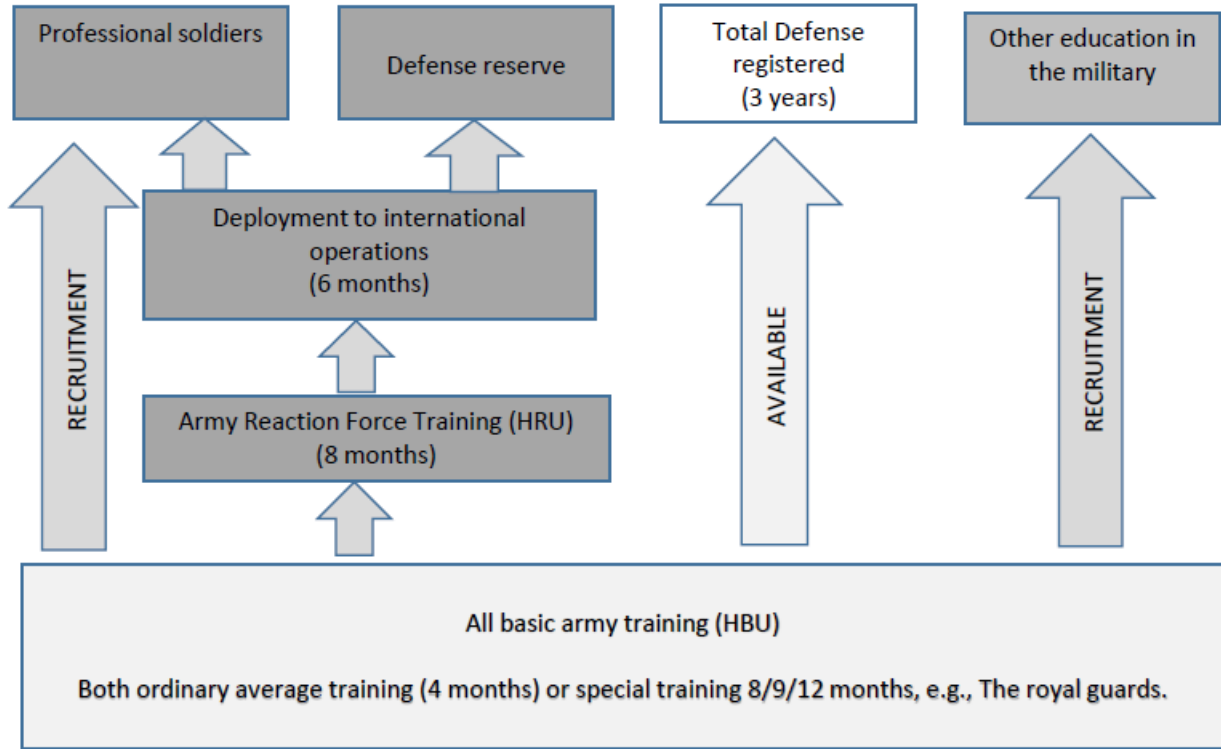 Professional soldiers
Defense reserve
Total Defense
registered
(3 years)
Other education in
the military
Deployment to international
operations
(6 months)
Army Reaction Force Training (HRU)
(8 months)
RECRUITMENT
AVAILABLE
RECRUITMENT
All basic army training (HBU)
Both ordinary average training (4 months) or special training 8/9/12 months, e.g., The royal guards.